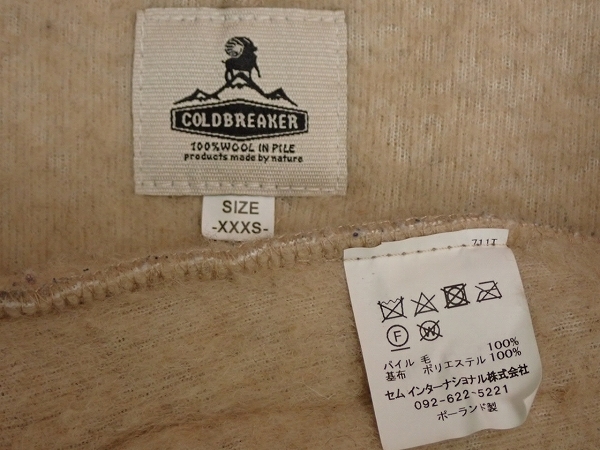 COLDBREAKER
100%WOOL IN PILE
products made by nature
SIZE
-XXXS-
F
W
パイル 毛 100%
基布 ポリエステル 100%
セム インターナショナル株式会社
092-622-5221
ポーランド製